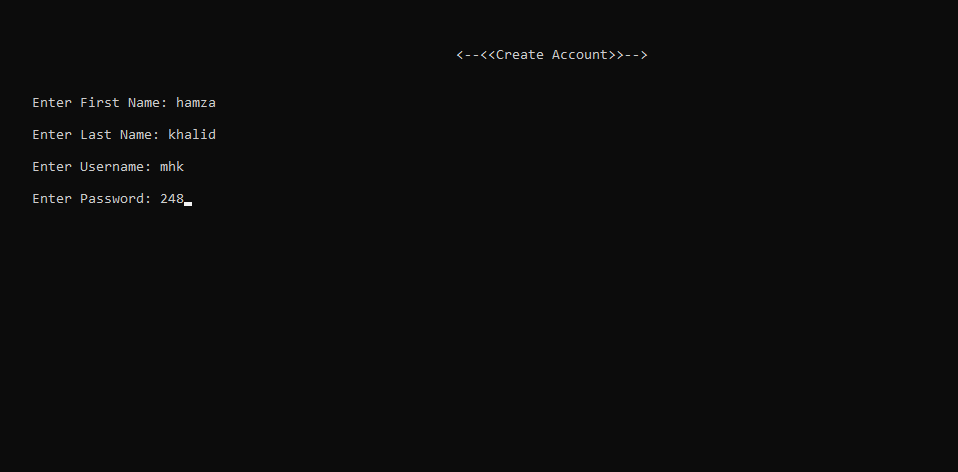 <--<<Create Account>>-->
Enter First Name: hamza
Enter Last Name: khalid
Enter Username: mhk
Enter Password: 248